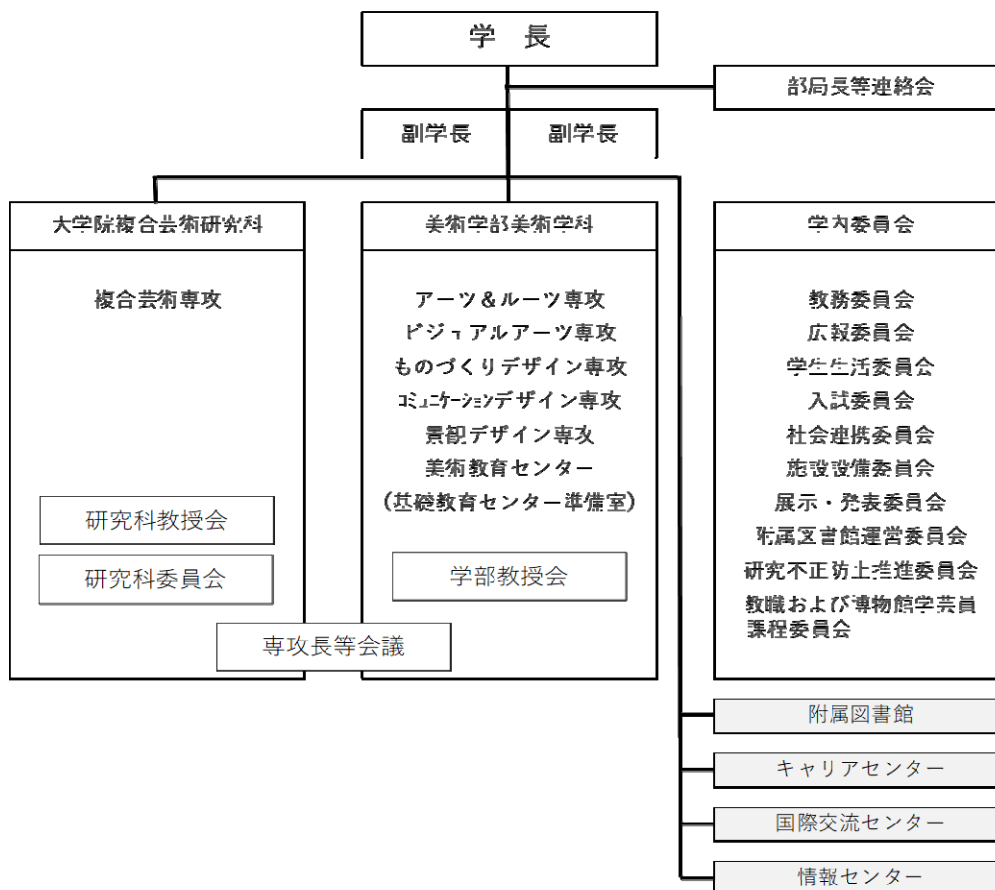 学 長
部局長等連絡会
副学長
副学長
大学院複合芸術研究科
複合芸術専攻
研究科教授会
研究科委員会
美術学部美術学科
アーツ＆ルーツ専攻
ビジュアルアーツ専攻
ものづくりデザイン専攻
コミュニケーションデザイン専攻
景観デザイン専攻
美術教育センター
(基礎教育センター準備室)
学部教授会
専攻長等会議
学内委員会
教務委員会
広報委員会
学生生活委員会
入試委員会
社会連携委員会
施設設備委員会
展示・発表委員会
附属図書館運営委員会
研究不正防止推進委員会
教職および博物館学芸員
課程委員会
附属図書館
キャリアセンター
国際交流センター
情報センター